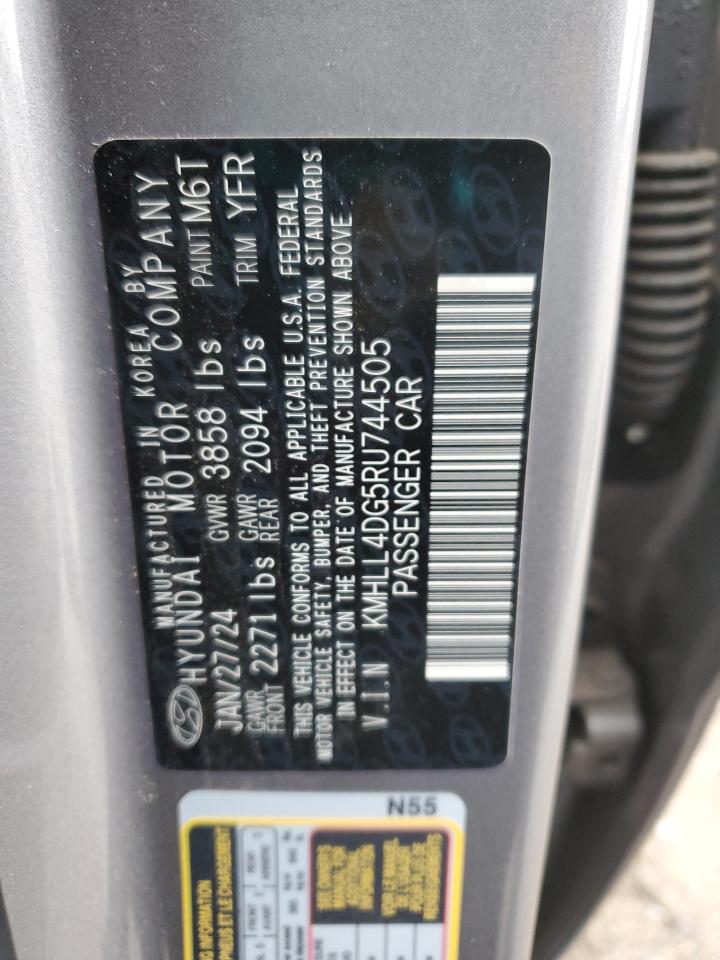 MANUFACTURED IN KOREA BY
HYUNDAI MOTOR COMPANY
JAN/27/24 GVWR 3858 lbs PAINT M6T
GAWR FRONT 2271 lbs GAWR REAR 2094 lbs TRIM YFR
THIS VEHICLE CONFORMS TO ALL APPLICABLE U.S.A. FEDERAL
MOTOR VEHICLE SAFETY, BUMPER, AND THEFT PREVENTION STANDARDS
IN EFFECT ON THE DATE OF MANUFACTURE SHOWN ABOVE.
V.I.N KMHLL4DG5RU744505
PASSENGER CAR
N55